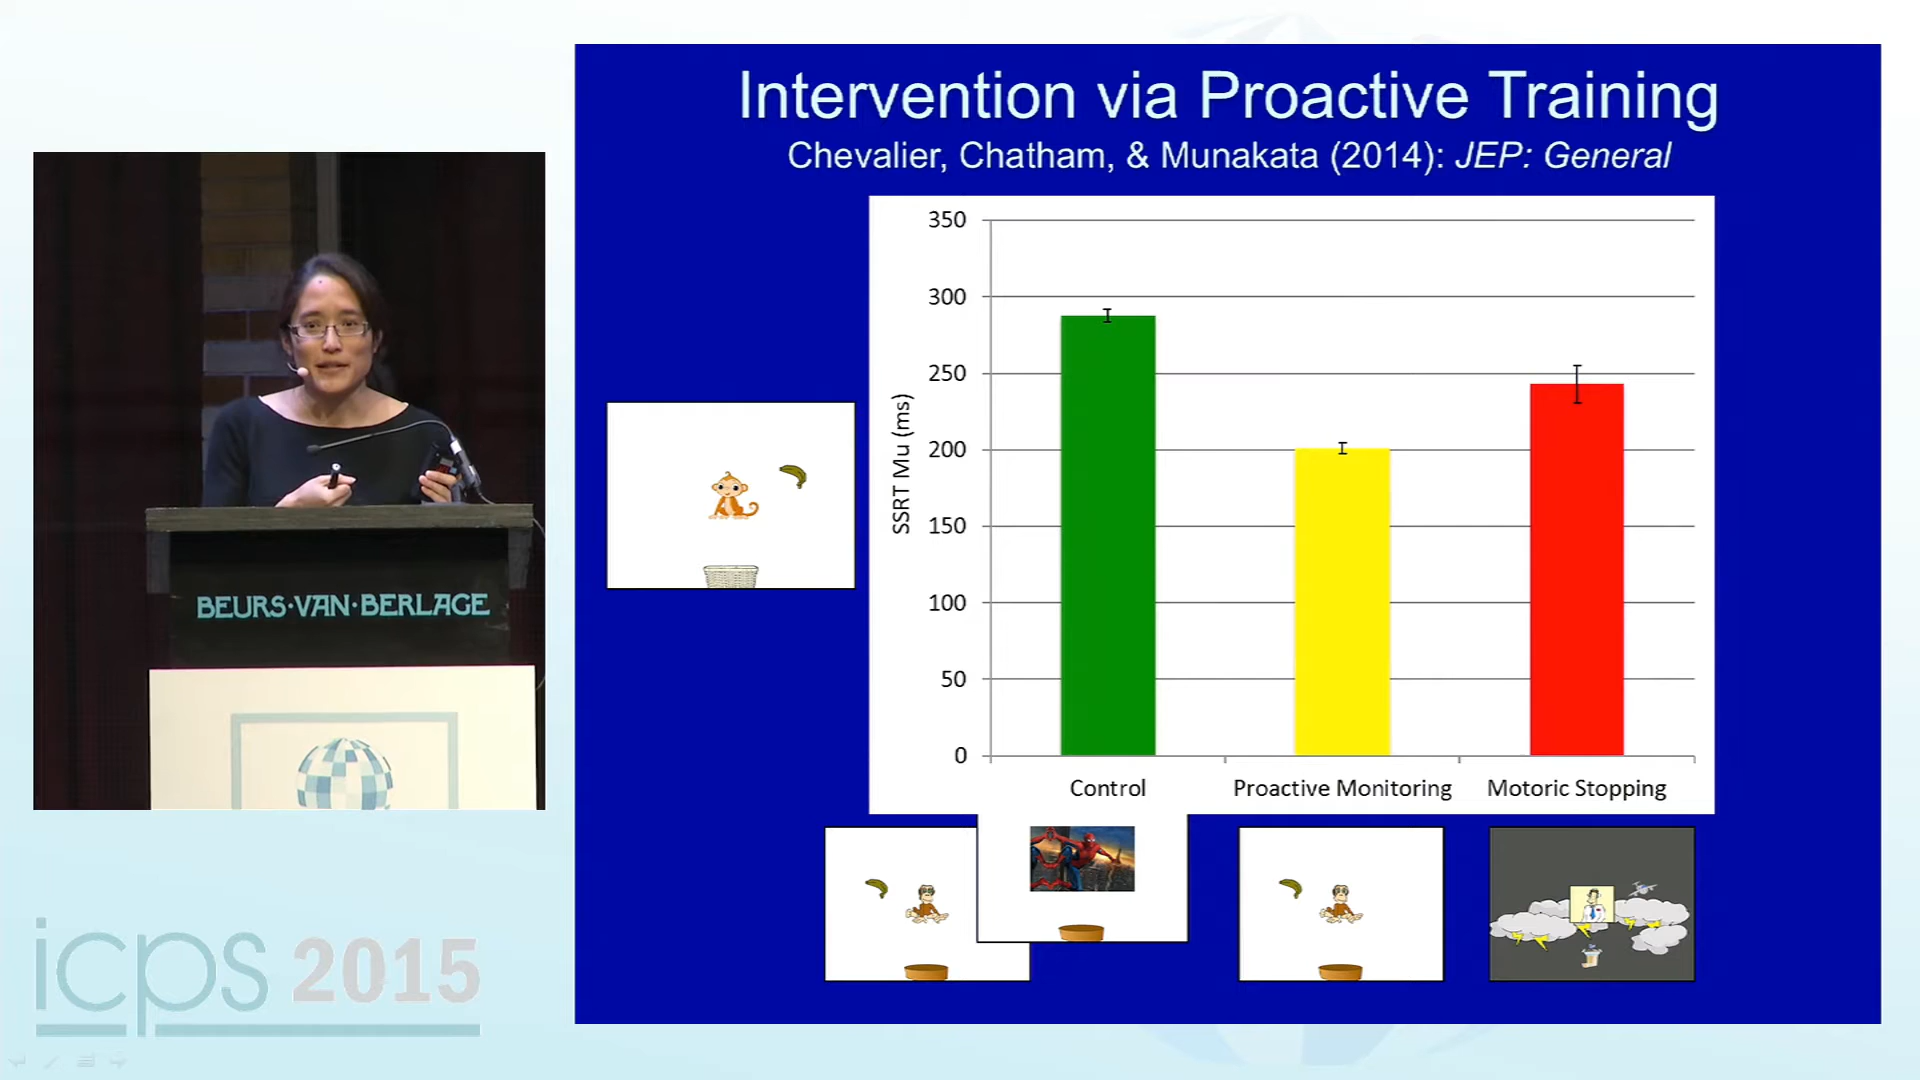 Intervention via Proactive Training
Chevalier, Chatham, & Munakata (2014): JEP: General
350
300
250
200
150
100
50
0
SSRT Mu (ms)
Control
Proactive Monitoring
Motoric Stopping
BEURS·VAN·BERLAGE
icps 2015